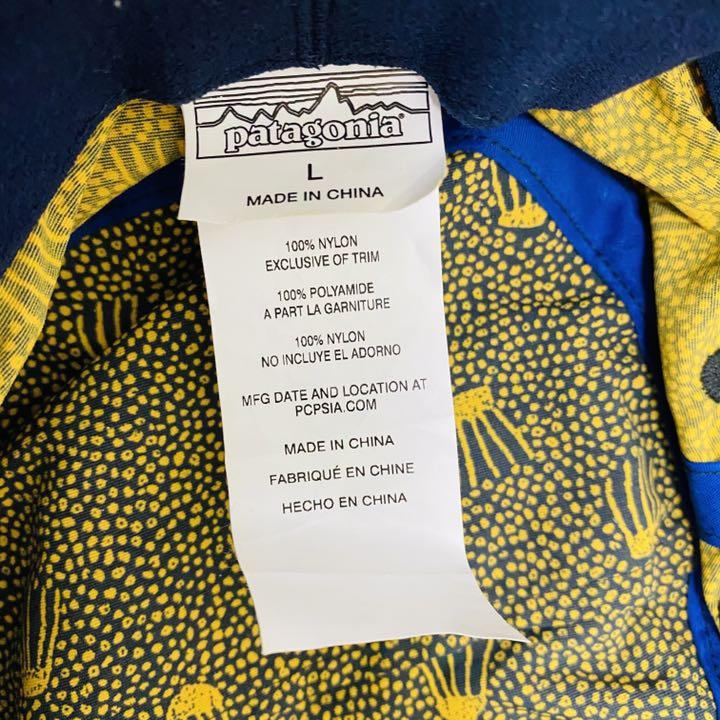 patagonia®
L
MADE IN CHINA
100% NYLON
EXCLUSIVE OF TRIM
100% POLYAMIDE
A PART LA GARNITURE
100% NYLON
NO INCLUYE EL ADORNO
MFG DATE AND LOCATION AT
PCPSIA.COM
MADE IN CHINA
FABRIQUÉ EN CHINE
HECHO EN CHINA